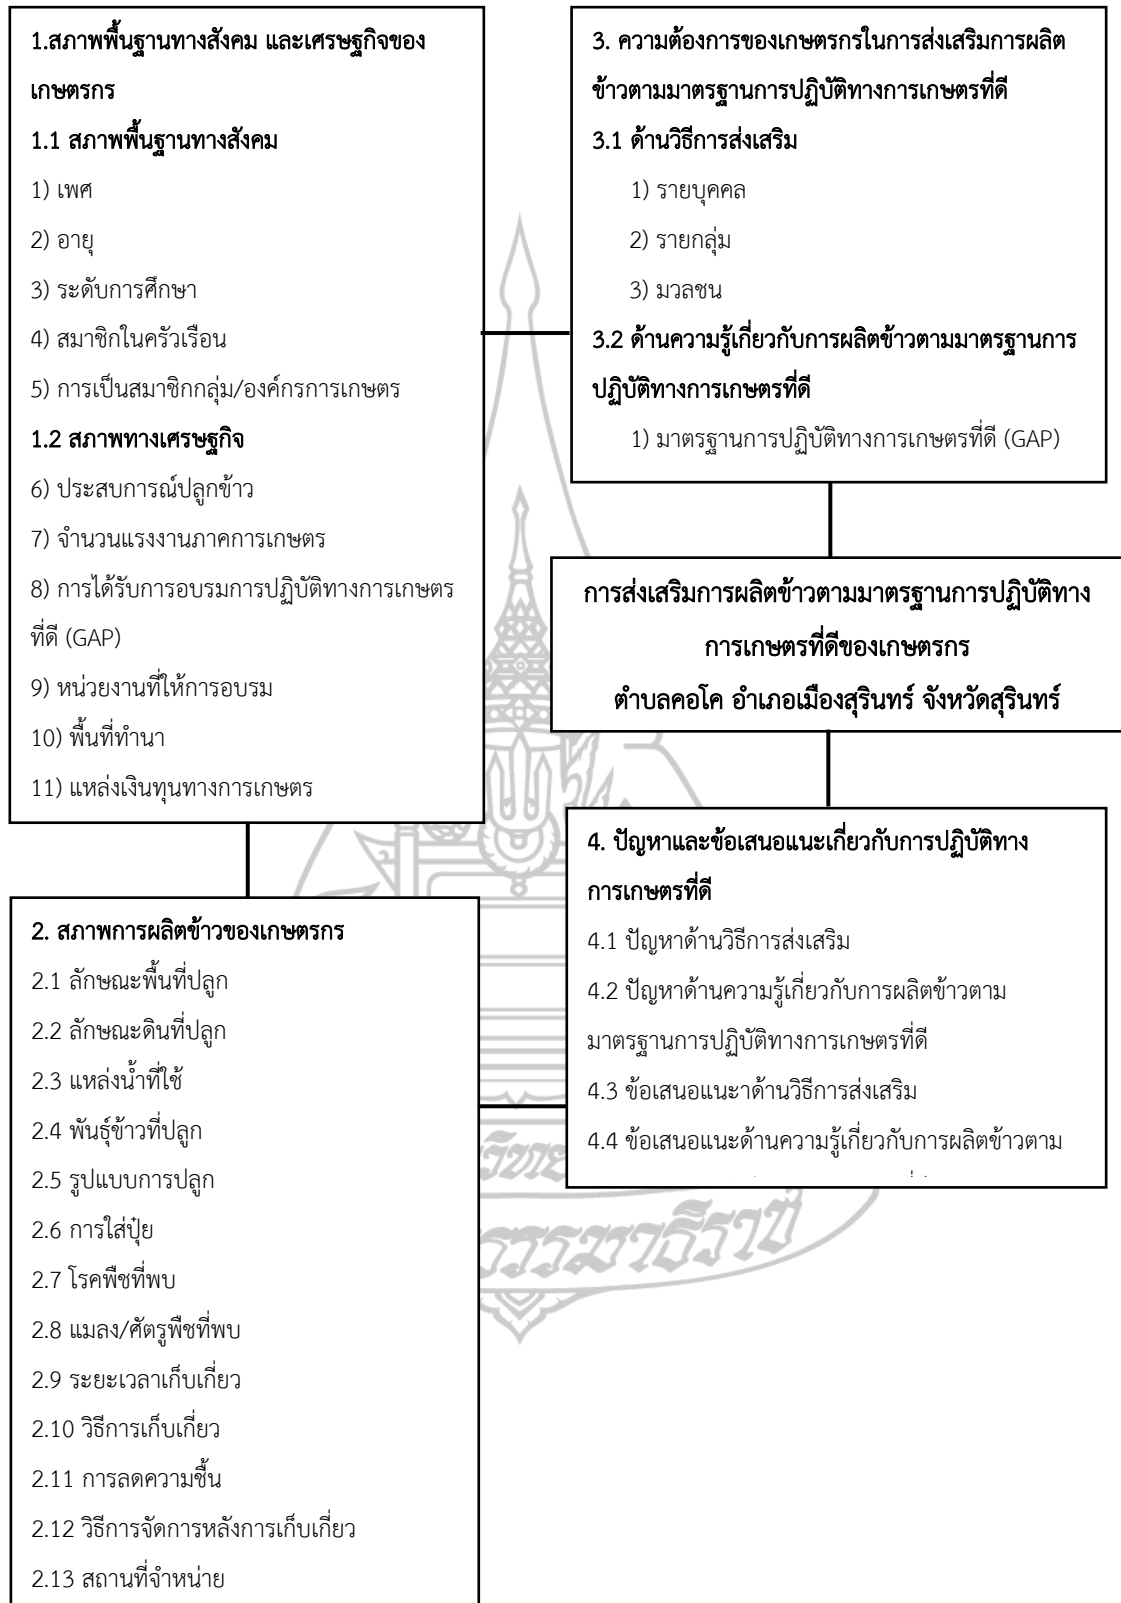 1.สภาพพื้นฐานทางสังคม และเศรษฐกิจของ
เกษตรกร
1.1 สภาพพื้นฐานทางสังคม
1) เพศ
2) อายุ
3) ระดับการศึกษา
4) สมาชิกในครัวเรือน
5) การเป็นสมาชิกกลุ่ม/องค์กรการเกษตร
1.2 สภาพทางเศรษฐกิจ
6) ประสบการณ์ปลูกข้าว
7) จำนวนแรงงานภาคการเกษตร
8) การได้รับการอบรมการปฏิบัติทางการเกษตร
ที่ดี (GAP)
9) หน่วยงานที่ให้การอบรม
10) พื้นที่ทำนา
11) แหล่งเงินทุนทางการเกษตร
2. สภาพการผลิตข้าวของเกษตรกร
2.1 ลักษณะพื้นที่ปลูก
2.2 ลักษณะดินที่ปลูก
2.3 แหล่งน้ำที่ใช้
2.4 พันธุ์ข้าวที่ปลูก
2.5 รูปแบบการปลูก
2.6 การใส่ปุ๋ย
2.7 โรคพืชที่พบ
2.8 แมลง/ศัตรูพืชที่พบ
2.9 ระยะเวลาเก็บเกี่ยว
2.10 วิธีการเก็บเกี่ยว
2.11 การลดความชื้น
2.12 วิธีการจัดการหลังการเก็บเกี่ยว
2.13 สถานที่จำหน่าย
3. ความต้องการของเกษตรกรในการส่งเสริมการผลิต
ข้าวตามมาตรฐานการปฏิบัติทางการเกษตรที่ดี
3.1 ด้านวิธีการส่งเสริม
1) รายบุคคล
2) รายกลุ่ม
3) มวลชน
3.2 ด้านความรู้เกี่ยวกับการผลิตข้าวตามมาตรฐานการ
ปฏิบัติทางการเกษตรที่ดี
1) มาตรฐานการปฏิบัติทางการเกษตรที่ดี (GAP)
การส่งเสริมการผลิตข้าวตามมาตรฐานการปฏิบัติทาง
การเกษตรที่ดีของเกษตรกร
ตำบลคอโค อำเภอเมืองสุรินทร์ จังหวัดสุรินทร์
4. ปัญหาและข้อเสนอแนะเกี่ยวกับการปฏิบัติทาง
การเกษตรที่ดี
4.1 ปัญหาด้านวิธีการส่งเสริม
4.2 ปัญหาด้านความรู้เกี่ยวกับการผลิตข้าวตาม
มาตรฐานการปฏิบัติทางการเกษตรที่ดี
4.3 ข้อเสนอแนะาด้านวิธีการส่งเสริม
4.4 ข้อเสนอแนะด้านความรู้เกี่ยวกับการผลิตข้าวตาม